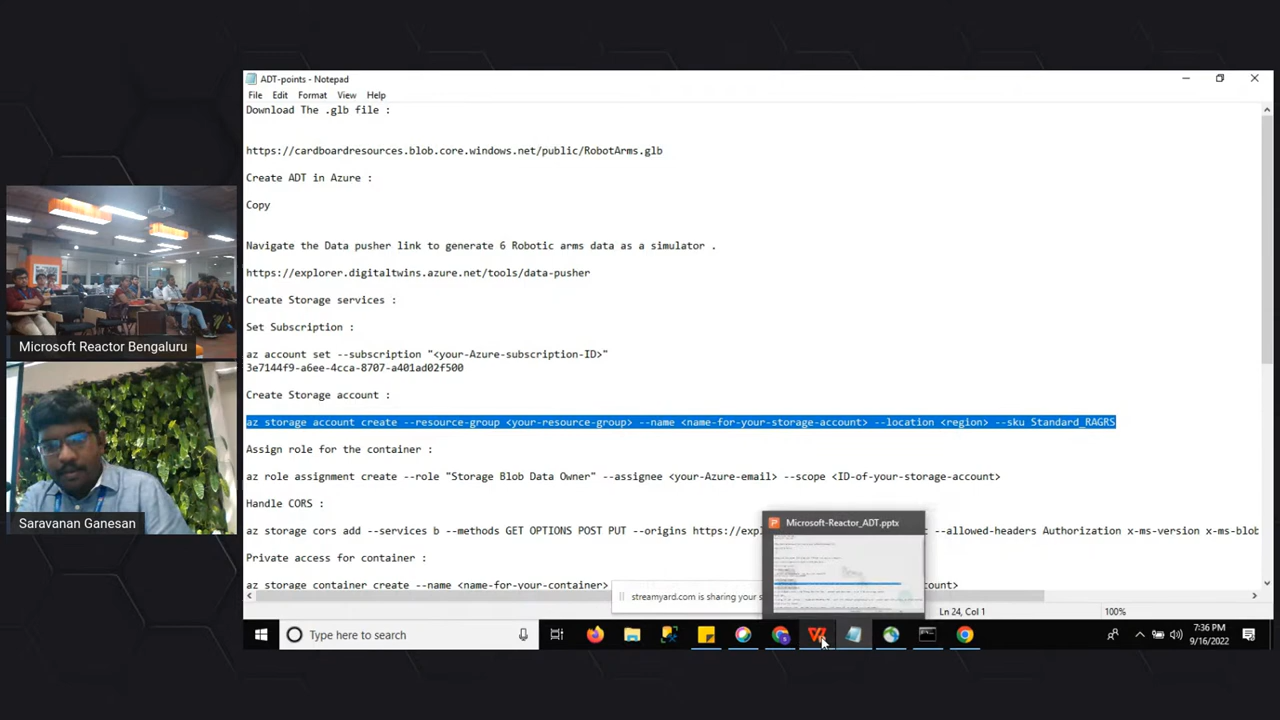 ADT-points - Notepad
File Edit Format View Help
Download The .glb file :
https://cardboardresources.blob.core.windows.net/public/RobotArms.glb
Create ADT in Azure :
Copy
Navigate the Data pusher link to generate 6 Robotic arms data as a simulator .
https://explorer.digitaltwins.azure.net/tools/data-pusher
Create Storage services :
Set Subscription :
az account set --subscription "<your-Azure-subscription-ID>"
3e7144f9-a6ee-4cca-8707-a401ad02f500
Create Storage account :
az storage account create --resource-group <your-resource-group> --name <name-for-your-storage-account> --location <region> --sku Standard_RAGRS
Assign role for the container :
az role assignment create --role "Storage Blob Data Owner" --assignee <your-Azure-email> --scope <ID-of-your-storage-account>
Handle CORS :
az storage cors add --services b --methods GET OPTIONS POST PUT --origins https://expl --allowed-headers Authorization x-ms-version x-ms-blob
Private access for container :
az storage container create --name <name-for-your-container> account>
Microsoft-Reactor_ADT.pptx
streamyard.com is sharing your s
Ln 24, Col 1 100%
Type here to search
7:36 PM
9/16/2022
Microsoft Reactor Bengaluru
Saravanan Ganesan